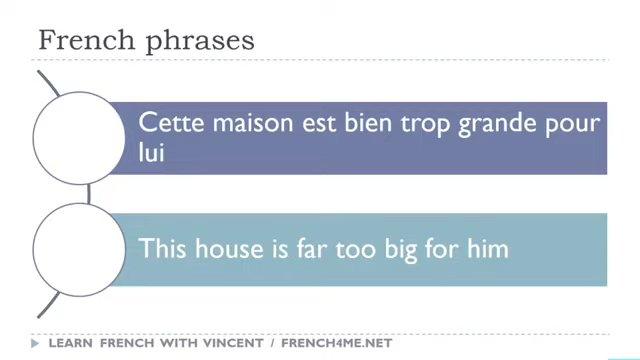 French phrases
Cette maison est bien trop grande pour
lui
This house is far too big for him
LEARN FRENCH WITH VINCENT / FRENCH4ME.NET